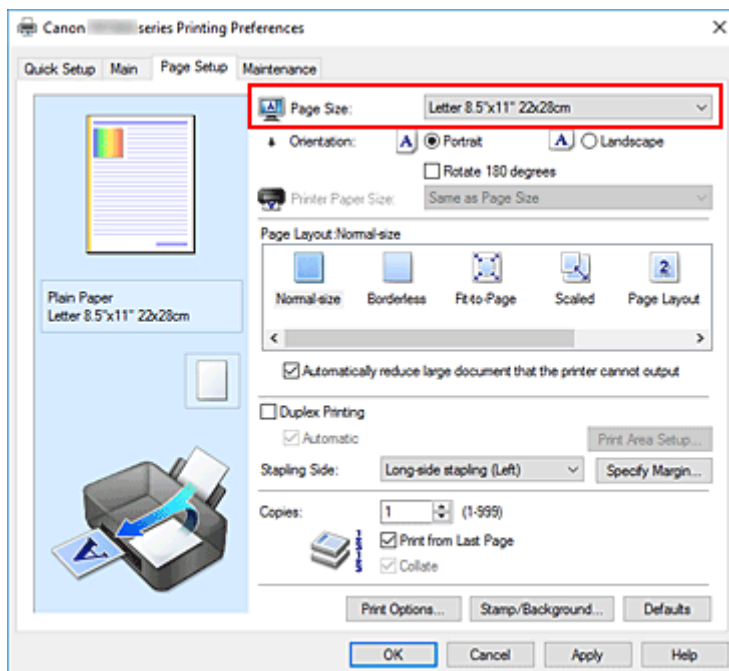 Canon series Printing Preferences
Quick Setup Main Page Setup Maintenance
Page Size: Letter 8.5"x11" 22x28cm
Orientation: A Portrait A Landscape
Rotate 180 degrees
Printer Paper Size: Same as Page Size
Page Layout:Normal-size
2
Normal-size Borderless Fit-to-Page Scaled Page Layout
Plain Paper
Letter 8.5"x11" 22x28cm
Automatically reduce large document that the printer cannot output
Duplex Printing
Automatic Print Area Setup...
Stapling Side: Long-side stapling (Left) Specify Margin...
Copies: 1 (1-999)
Print from Last Page
Collate
A
Print Options... Stamp/Background... Defaults
OK Cancel Apply Help